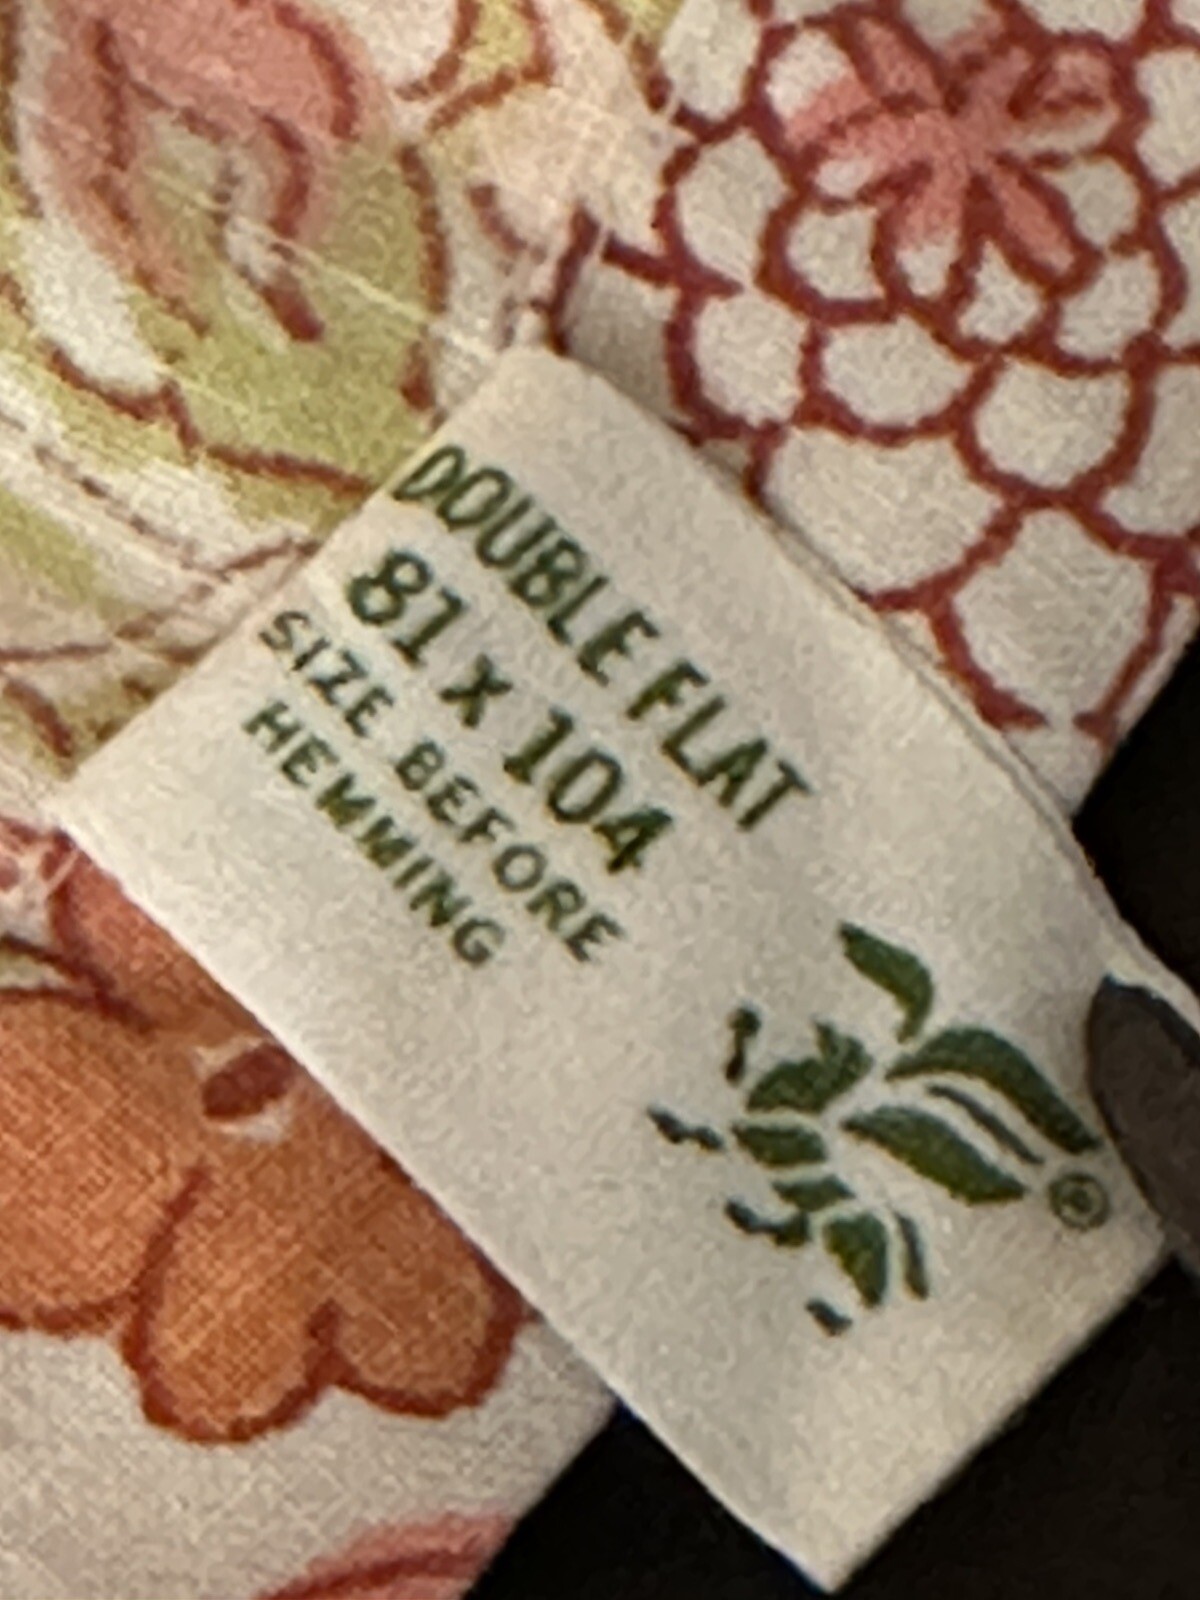 DOUBLE FLAT
81 x 104
SIZE BEFORE
HEMMING
®